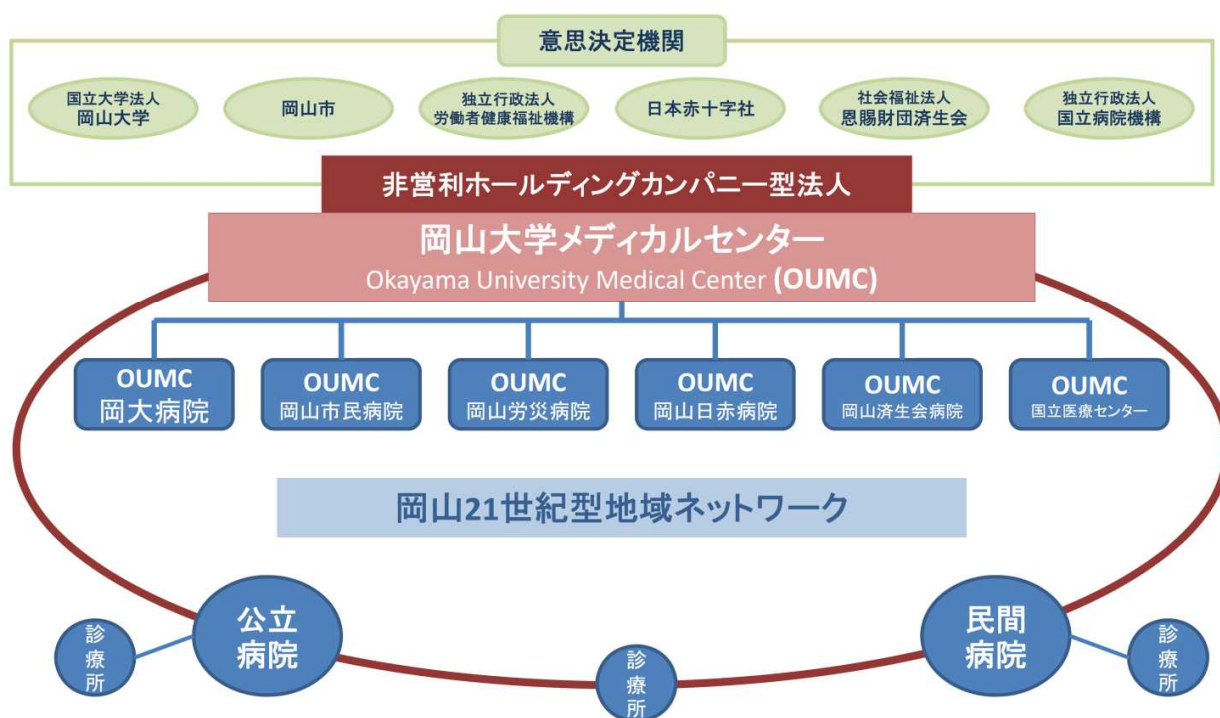 意思決定機関
国立大学法人
岡山大学
岡山市
独立行政法人
労働者健康福祉機構
日本赤十字社
社会福祉法人
恩賜財団済生会
独立行政法人
国立病院機構
非営利ホールディングカンパニー型法人
岡山大学メディカルセンター
Okayama University Medical Center (OUMC)
OUMC
岡大病院
OUMC
岡山市民病院
OUMC
岡山労災病院
OUMC
岡山日赤病院
OUMC
岡山済生会病院
OUMC
国立医療センター
岡山21世紀型地域ネットワーク
公立
病院
民間
病院
診療所
診療所
診療所